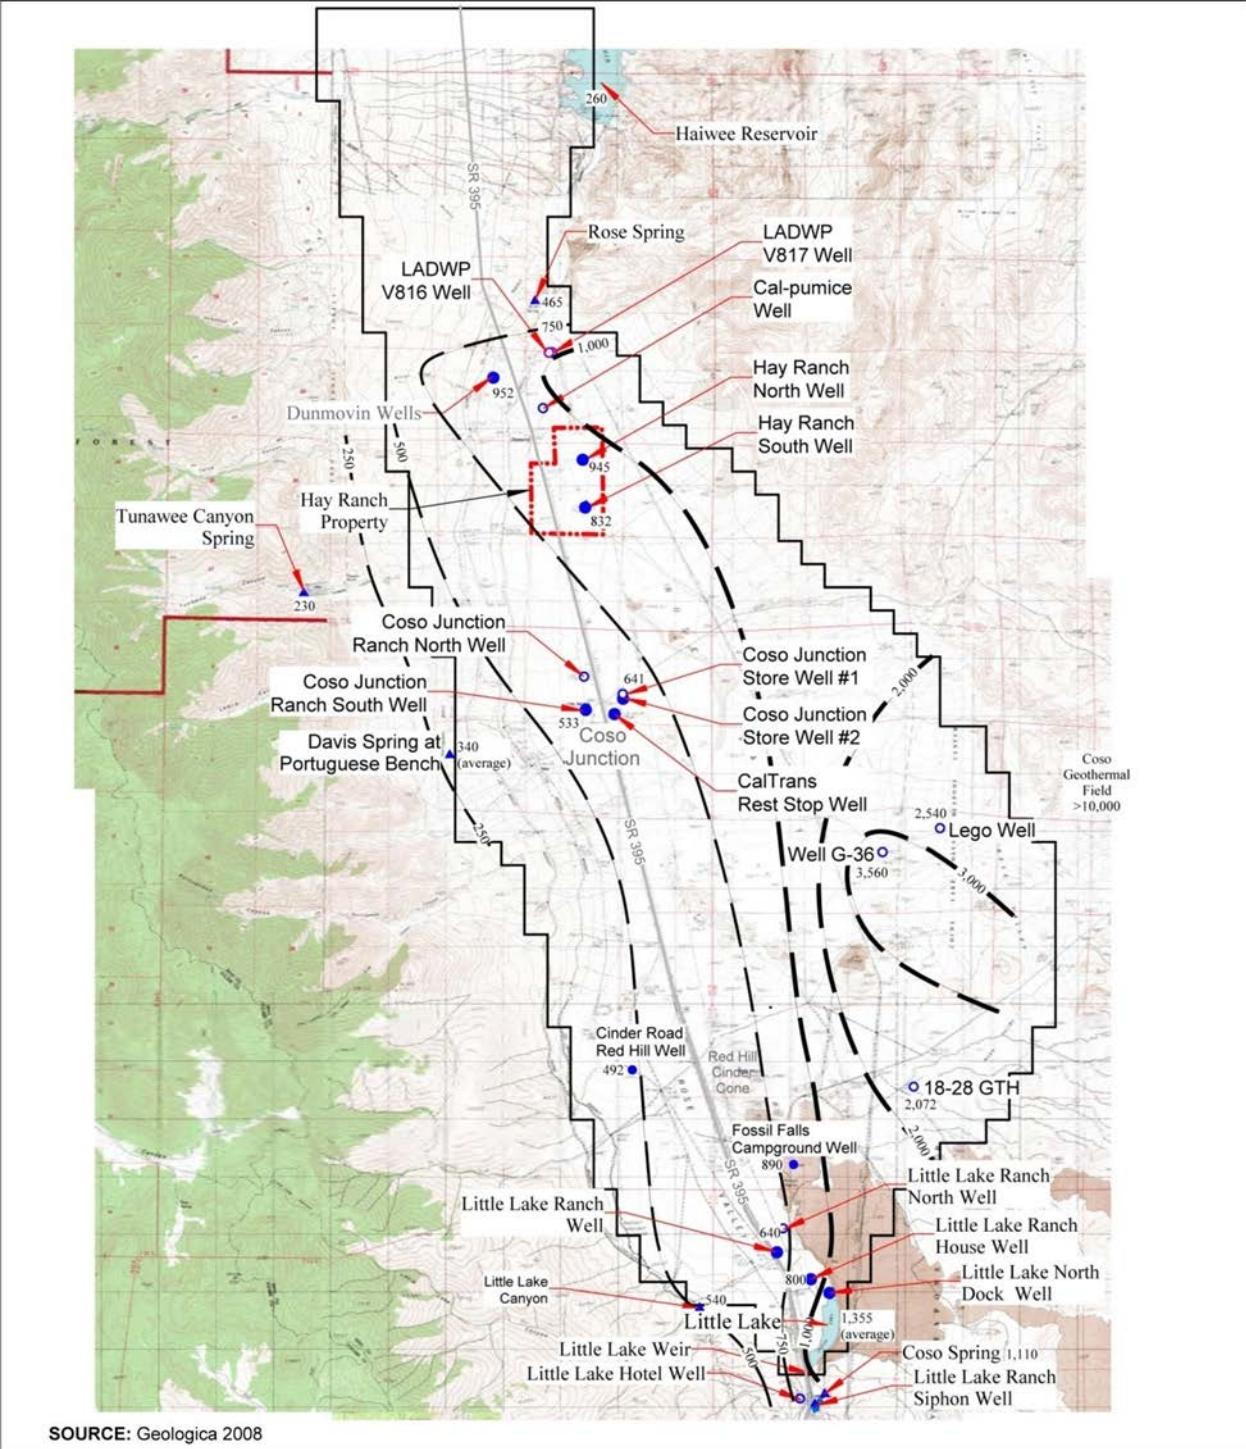 260
Haiwee Reservoir
SR 395
Rose Spring
LADWP
V817 Well
LADWP
V816 Well
Cal-pumice
Well
465
750
1,000
Hay Ranch
North Well
952
Dunmovin Wells
Hay Ranch
South Well
FOREST
500
250
945
Hay Ranch
Property
832
Tunawee Canyon
Spring
230
Coso Junction
Ranch North Well
Coso Junction
Store Well #1
641
2,000
Coso Junction
Ranch South Well
533
Coso Junction
Store Well #2
Coso
Junction
Davis Spring at
Portuguese Bench
340
(average)
Coso
Geothermal
Field
>10,000
CalTrans
Rest Stop Well
250
SR 395
2,540
Lego Well
Well G-36
3,560
3,000
Cinder Road
Red Hill Well
492
Red Hill
Cinder
Cone
ROSE
18-28 GTH
2,072
Fossil Falls
Campground Well
890
2,000
SR 395
VALLEY
Little Lake Ranch
North Well
Little Lake Ranch
Well
640
Little Lake Ranch
House Well
800
Little Lake North
Dock Well
Little Lake
Canyon
540
Little Lake
1,355
(average)
1,000
750
500
Little Lake Weir
Coso Spring 1,110
Little Lake Hotel Well
Little Lake Ranch
Siphon Well
SOURCE: Geologica 2008